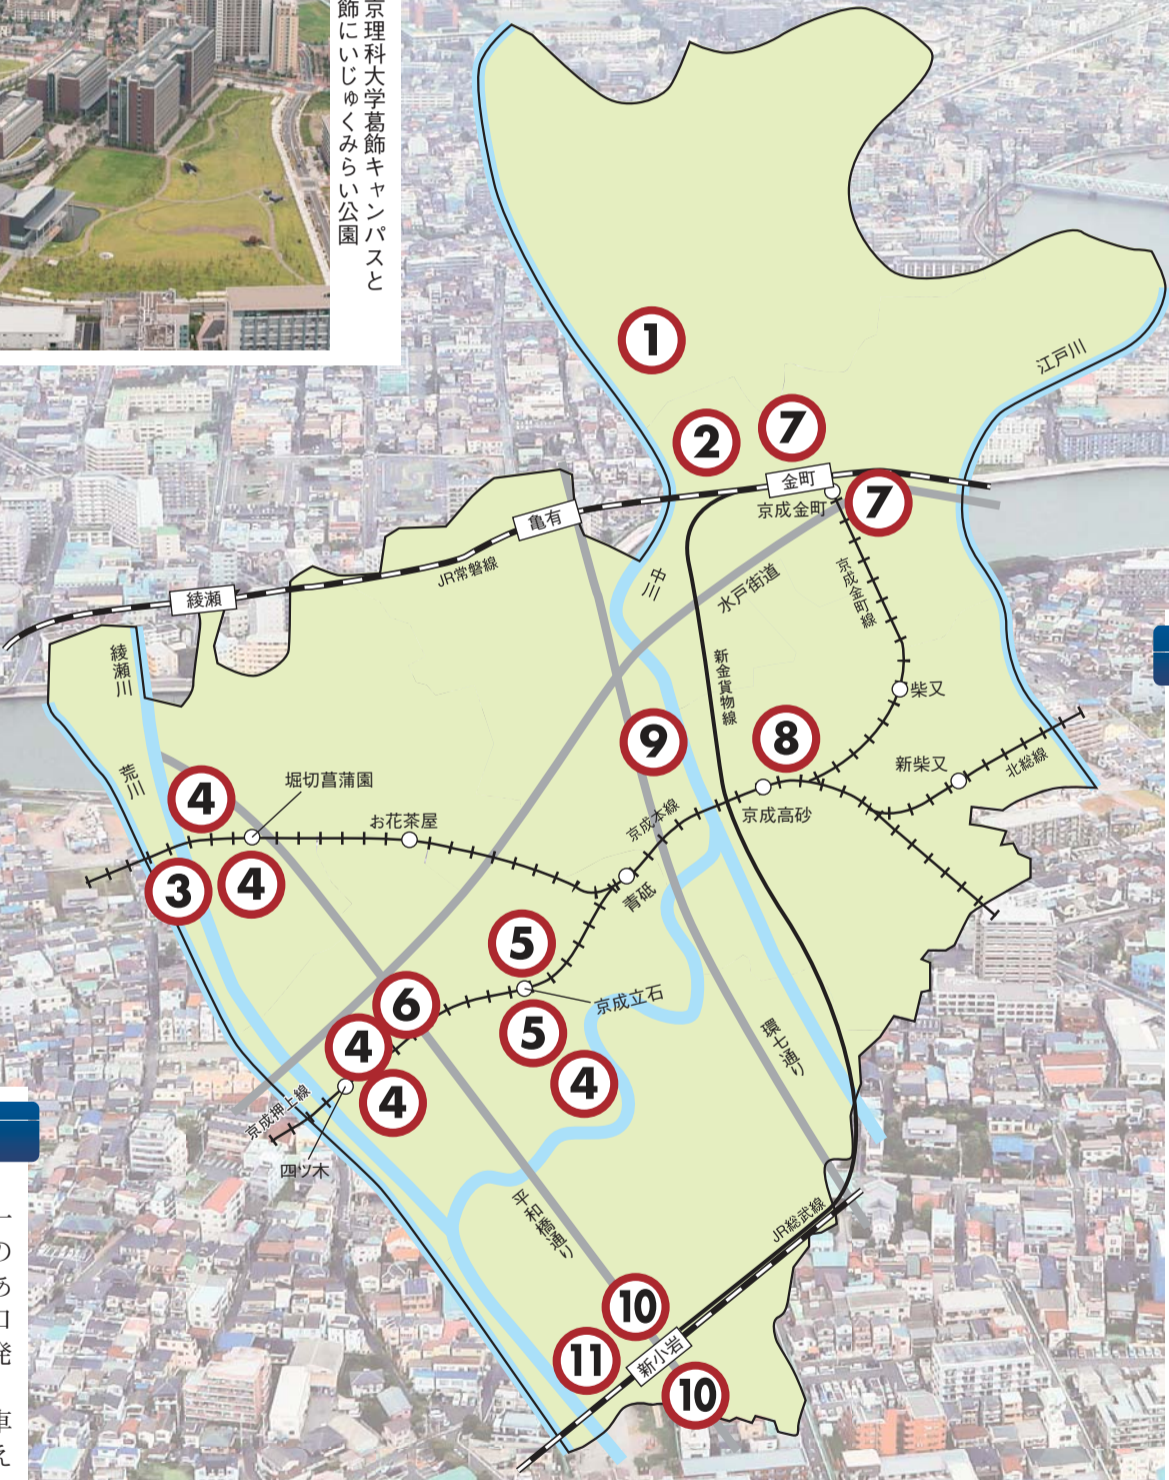 京理科大学葛飾キャンパスと
飾にいじゅくみらい公園
1
江戸川
2
7
金町
京成金町
7
亀有
JR常磐線
綾瀬
中川
水戸街道
京成金町線
綾瀬川
新金貨物線
柴又
9
8
新柴又
北総線
荒川
4
堀切菖蒲園
お花茶屋
京成本線
京成高砂
3
4
青砥
5
6
京成立石
4
5
環七通り
4
4
京成押上線
四ツ木
平和橋通り
JR総武線
10
11
新小岩
10
一
の
あ
口
発
車
え